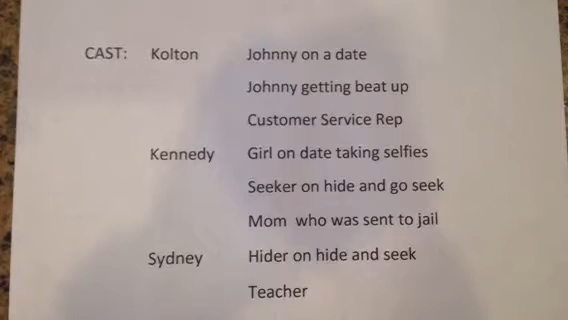 CAST: Kolton Johnny on a date
Johnny getting beat up
Customer Service Rep
Kennedy Girl on date taking selfies
Seeker on hide and go seek
Mom who was sent to jail
Sydney Hider on hide and seek
Teacher